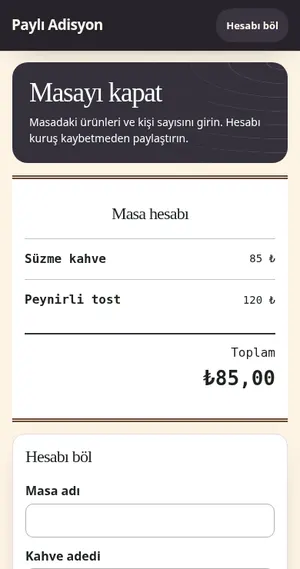 Paylı Adisyon
Hesabı böl
Masayı kapat
Masadaki ürünleri ve kişi sayısını girin. Hesabı
kuruş kaybetmeden paylaştırın.
Masa hesabı
Süzme kahve 85 ₺
Peynirli tost 120 ₺
Toplam
₺85,00
Hesabı böl
Masa adı
Kahve adedi